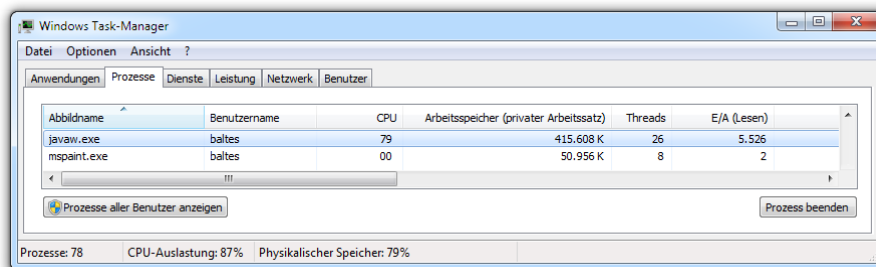 Windows Task-Manager
Datei Optionen Ansicht ?
Anwendungen Prozesse Dienste Leistung Netzwerk Benutzer
Abbildname Benutzername CPU Arbeitsspeicher (privater Arbeitssatz) Threads E/A (Lesen)
javaw.exe baltes 79 415.608 K 26 5.526
mspaint.exe baltes 00 50.956 K 8 2
Prozesse aller Benutzer anzeigen Prozess beenden
Prozesse: 78 CPU-Auslastung: 87% Physikalischer Speicher: 79%